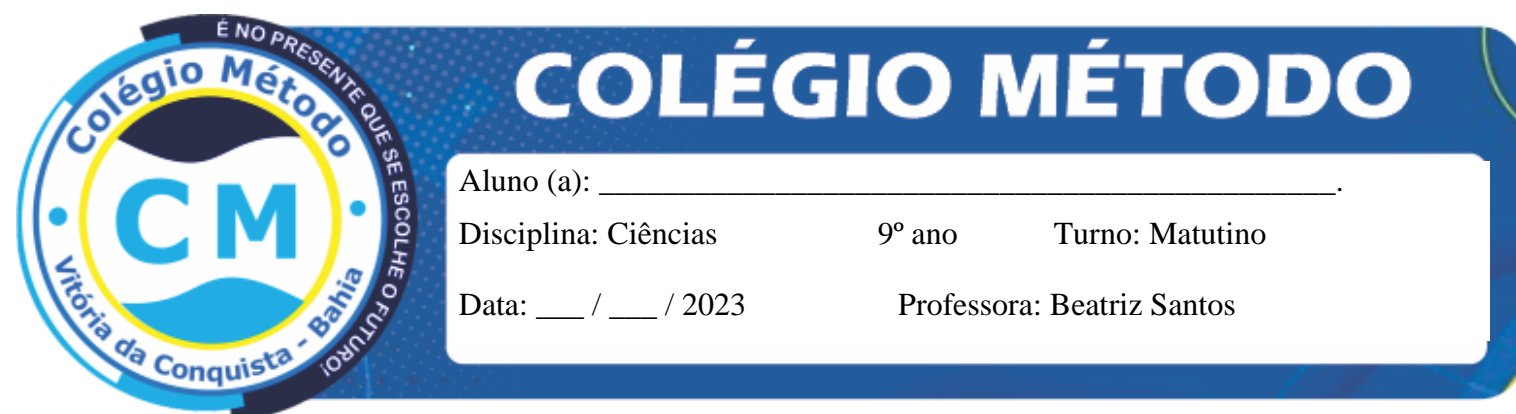 É NO PRESENTE QUE SE ESCOLHE O FUTURO!
Colégio Método
CM
Vitória da Conquista - Bahia
COLÉGIO MÉTODO
Aluno (a): ______________________________________________.
Disciplina: Ciências 9º ano Turno: Matutino
Data: ___ / ___ / 2023 Professora: Beatriz Santos